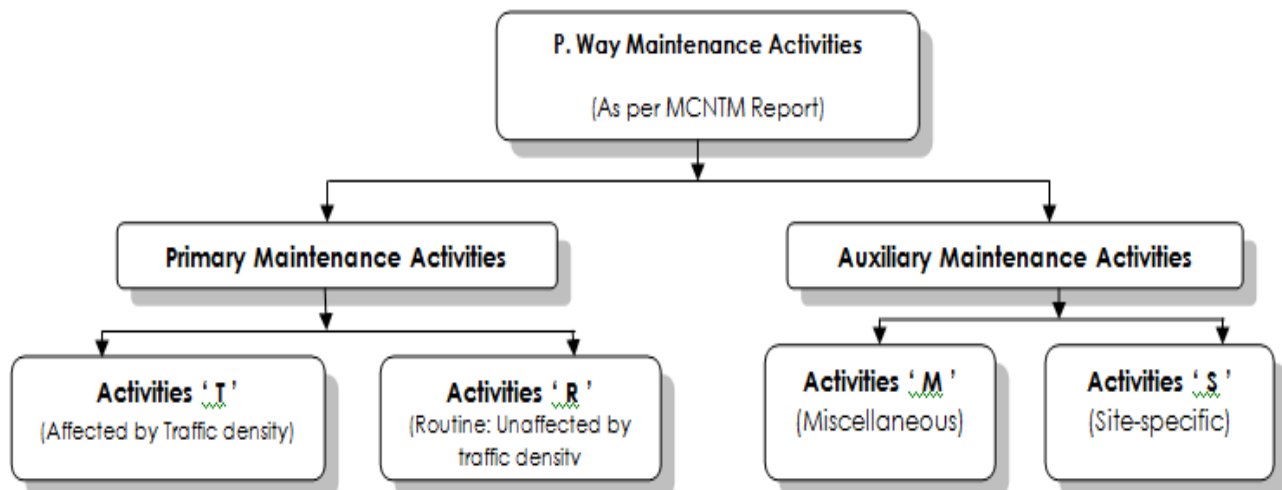 P. Way Maintenance Activities
(As per MCNTM Report)
Primary Maintenance Activities
Auxiliary Maintenance Activities
Activities ‘ T ’
(Affected by Traffic density)
Activities ‘ R ’
(Routine: Unaffected by
traffic density
Activities ‘ M ’
(Miscellaneous)
Activities ‘ S ’
(Site-specific)